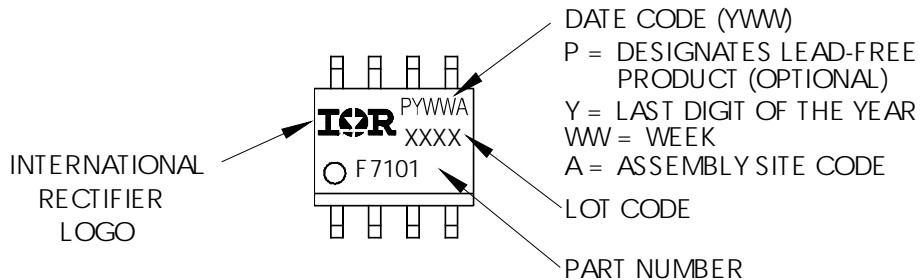 DATE CODE (YWW)
P = DESIGNATES LEAD-FREE
PRODUCT (OPTIONAL)
Y = LAST DIGIT OF THE YEAR
WW = WEEK
A = ASSEMBLY SITE CODE
LOT CODE
PART NUMBER
INTERNATIONAL
RECTIFIER
LOGO
IOR
PYWWA
XXXX
F7101